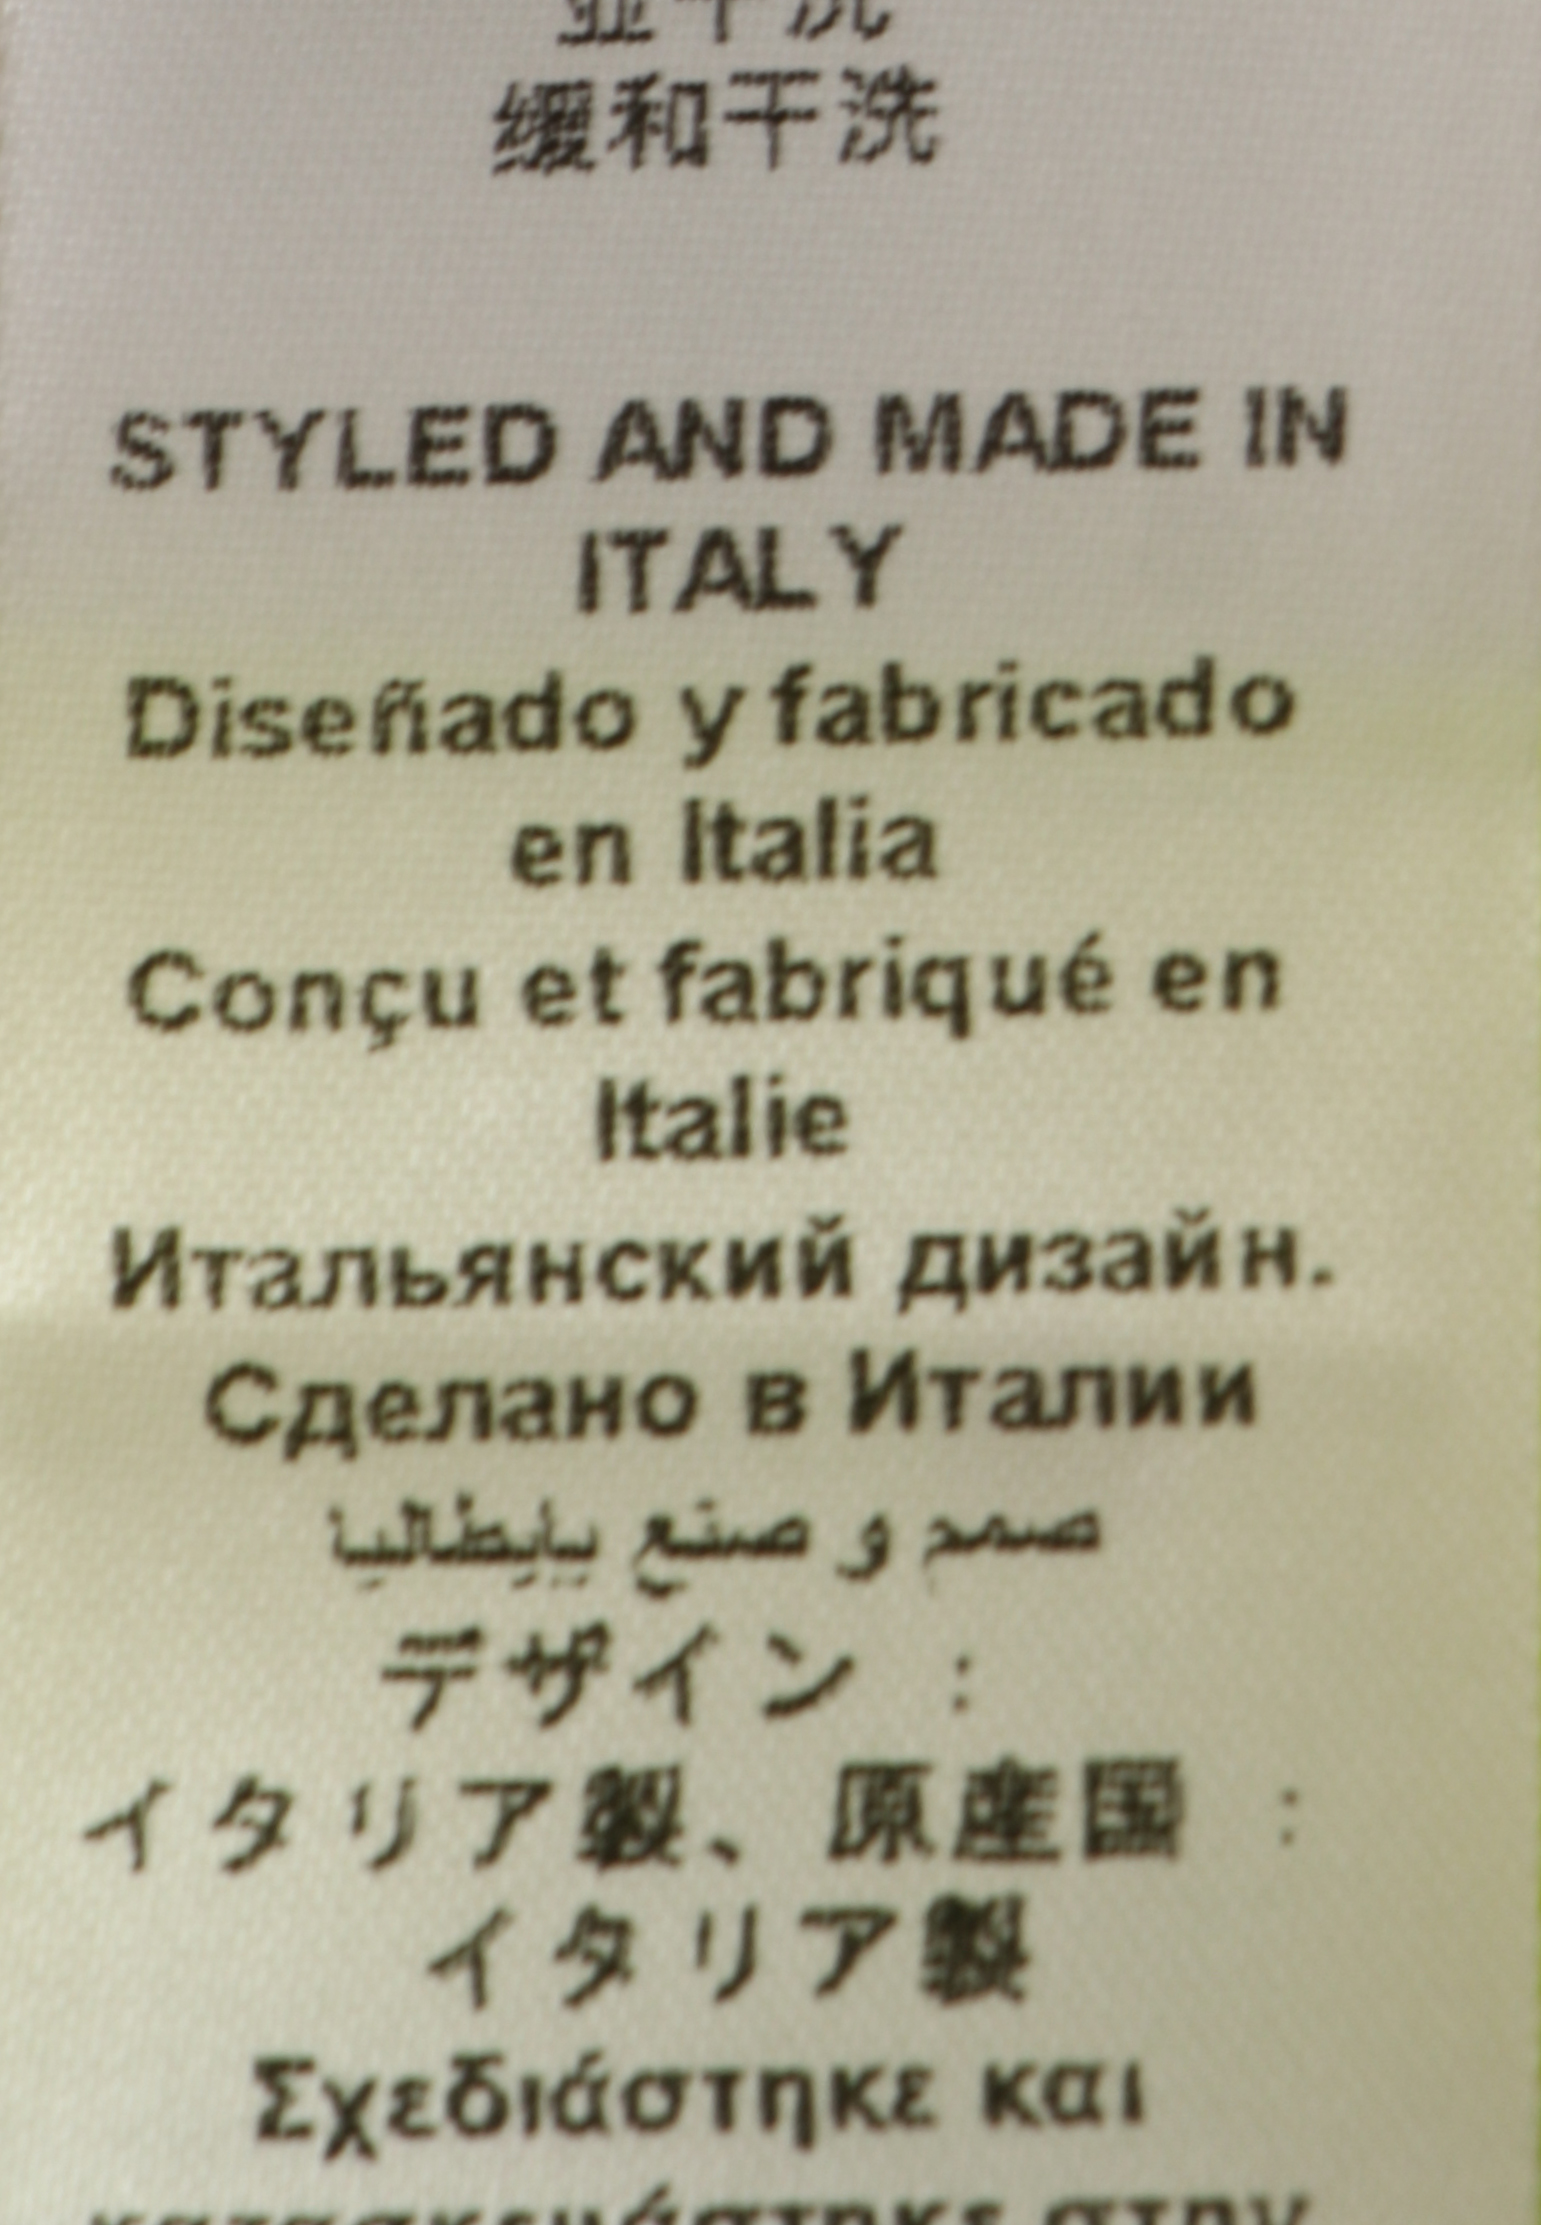 缓和干洗
STYLED AND MADE IN
ITALY
Diseñado y fabricado
en Italia
Conçu et fabriqué en
Italie
Итальянский дизайн.
Сделано в Италии
صمم و صنع بإيطاليا
デザイン :
イタリア製、原産国 :
イタリア製
Σχεδιάστηκε και
κατασκευάστηκε στην